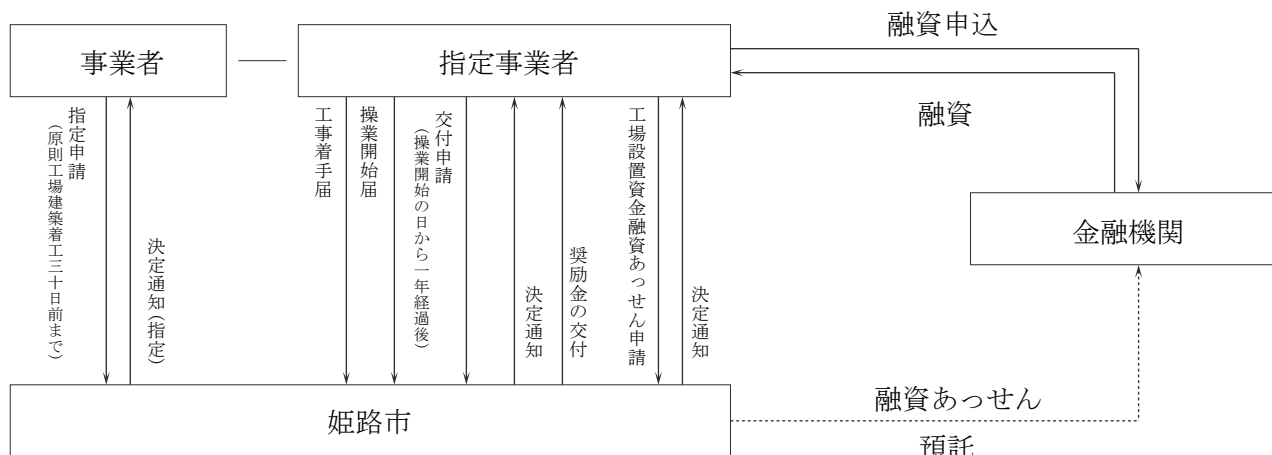 融資申込
事業者
指定事業者
融資
指定申請
(原則工場建築着工三十日前まで)
決定通知(指定)
工事着手届
操業開始届
交付申請
(操業開始の日から一年経過後)
決定通知
奨励金の交付
工場設置資金融資あっせん申請
決定通知
金融機関
姫路市
融資あっせん
預託